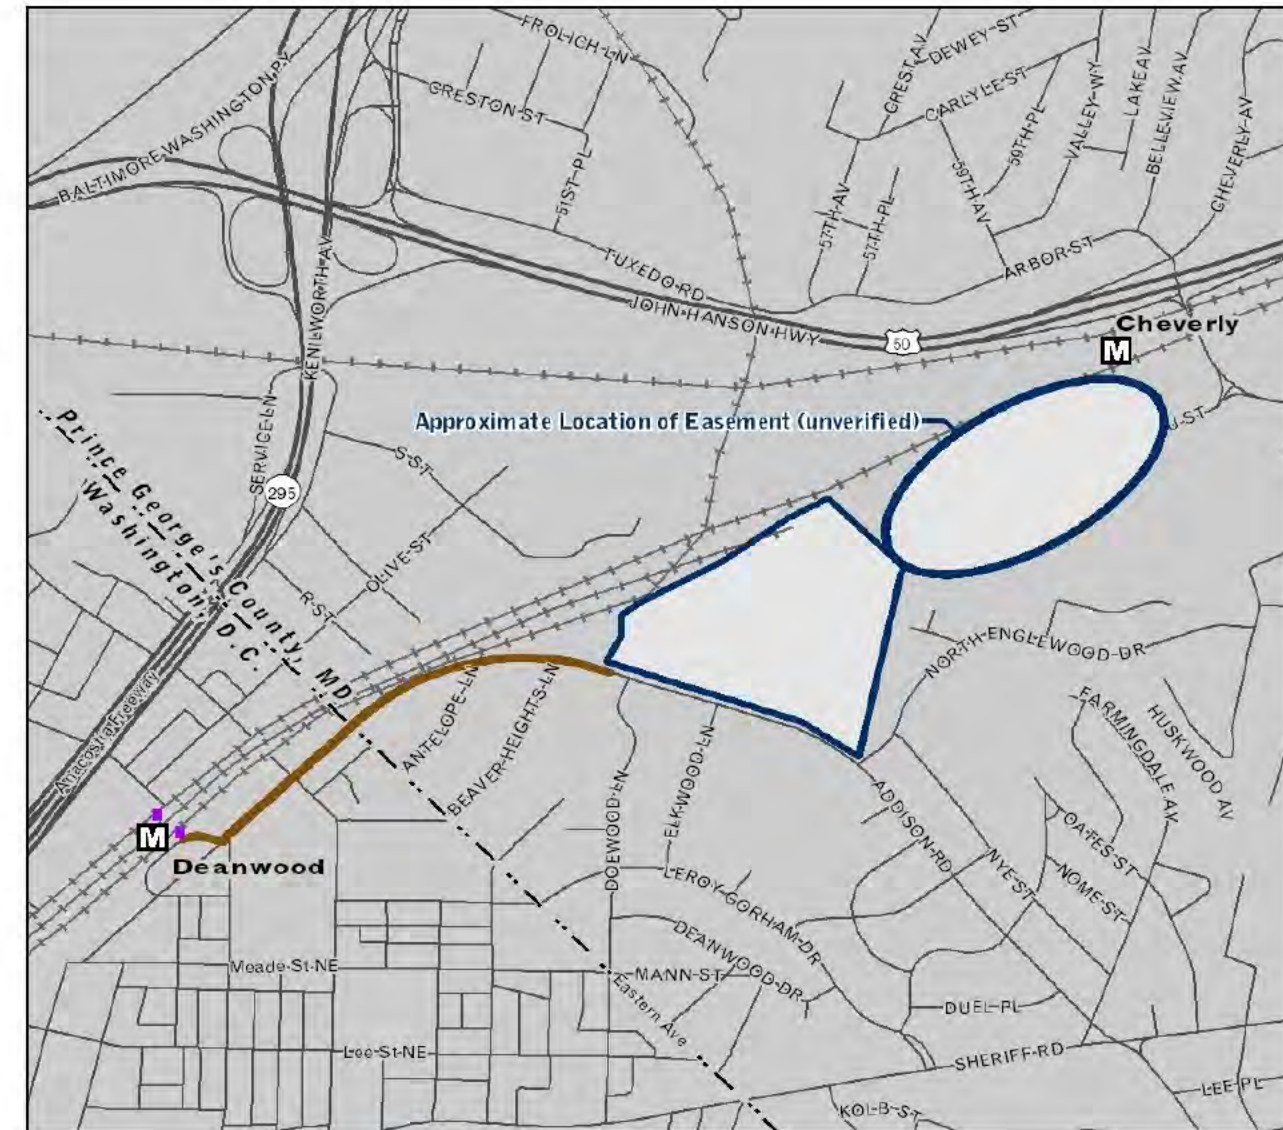 FROLICH LN
CREST AV
DEWEY ST
CARLYLE ST
LAKE AV
BELLEVIEW AV
VALLEY WY
59TH PL
CHEVERLY AV
BALTIMORE WASHINGTON PY
CRESTON ST
51ST PL
57TH AV
57TH PL
59TH AV
ARBOR ST
TUXEDO RD
JOHN HANSON HWY
50
KENILWORTH AV
Cheverly
M
Approximate Location of Easement (unverified)
J ST
SERVICE LN
S ST
295
Prince George's County, MD
Washington, D.C.
OLIVE ST
R ST
NORTH ENGLEWOOD DR
Anacostia Freeway
ANTELOPE LN
BEAVER HEIGHTS LN
FARMINGDALE AV
HUSKWOOD AV
DOEWOOD LN
ELKWOOD LN
ADDISON RD
NYE ST
OATES ST
NOME ST
M
Deanwood
LEROY GORHAM DR
DEANWOOD DR
MANN ST
Meade St NE
Eastern Ave
DUEL PL
Lee St NE
SHERIFF RD
LEE PL
KOLB ST